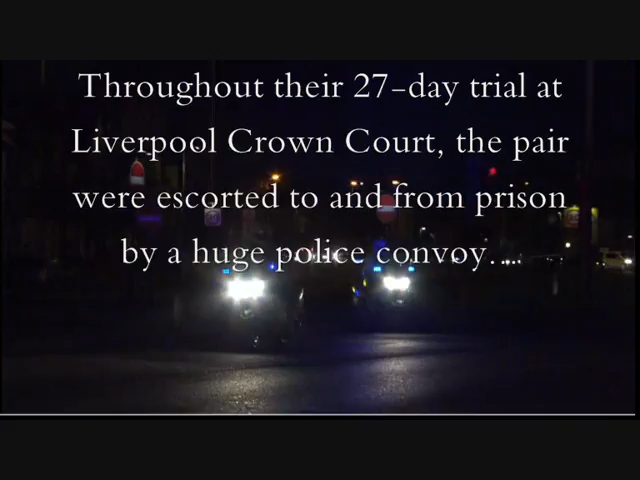 Throughout their 27-day trial at
Liverpool Crown Court, the pair
were escorted to and from prison
by a huge police convoy....